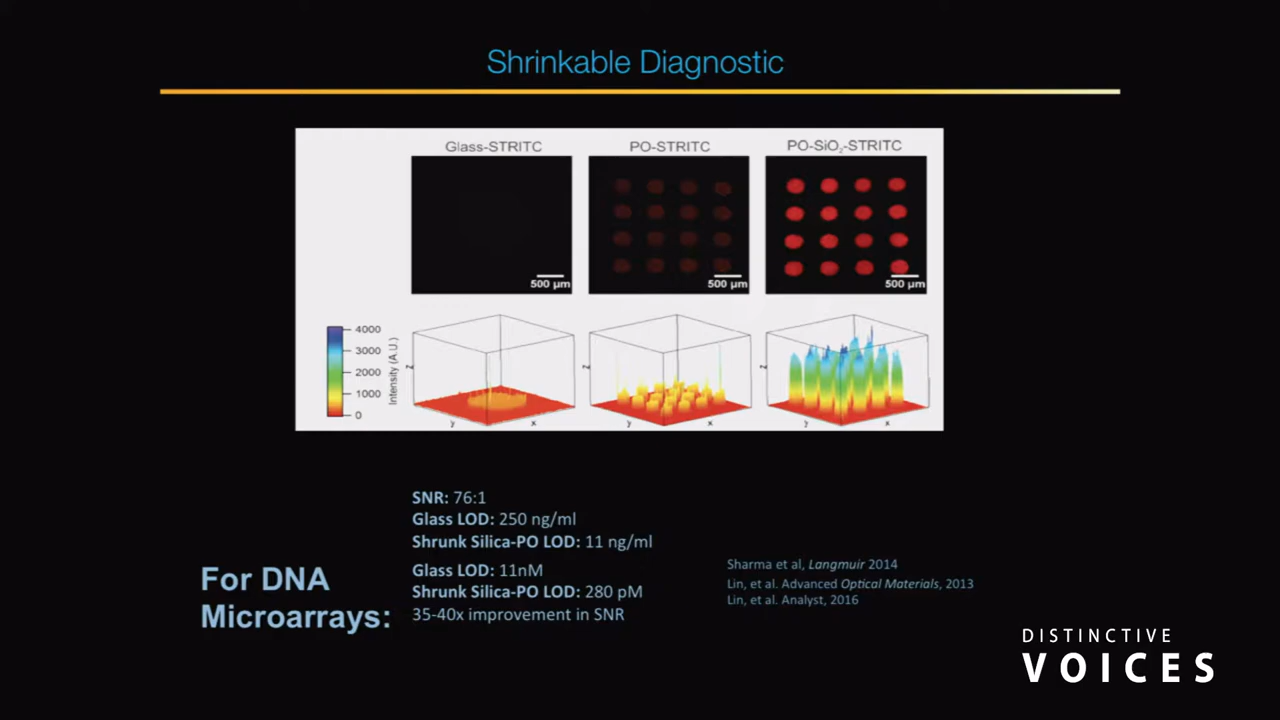 Shrinkable Diagnostic
Glass-STRITC
PO-STRITC
PO-SiO₂-STRITC
500 µm
500 µm
500 µm
4000
3000
2000
1000
0
Intensity (A.U.)
z
y
x
z
y
x
z
y
x
SNR: 76:1
Glass LOD: 250 ng/ml
Shrunk Silica-PO LOD: 11 ng/ml
For DNA
Microarrays:
Glass LOD: 11nM
Shrunk Silica-PO LOD: 280 pM
35-40x improvement in SNR
Sharma et al, Langmuir 2014
Lin, et al. Advanced Optical Materials, 2013
Lin, et al. Analyst, 2016
DISTINCTIVE
VOICES